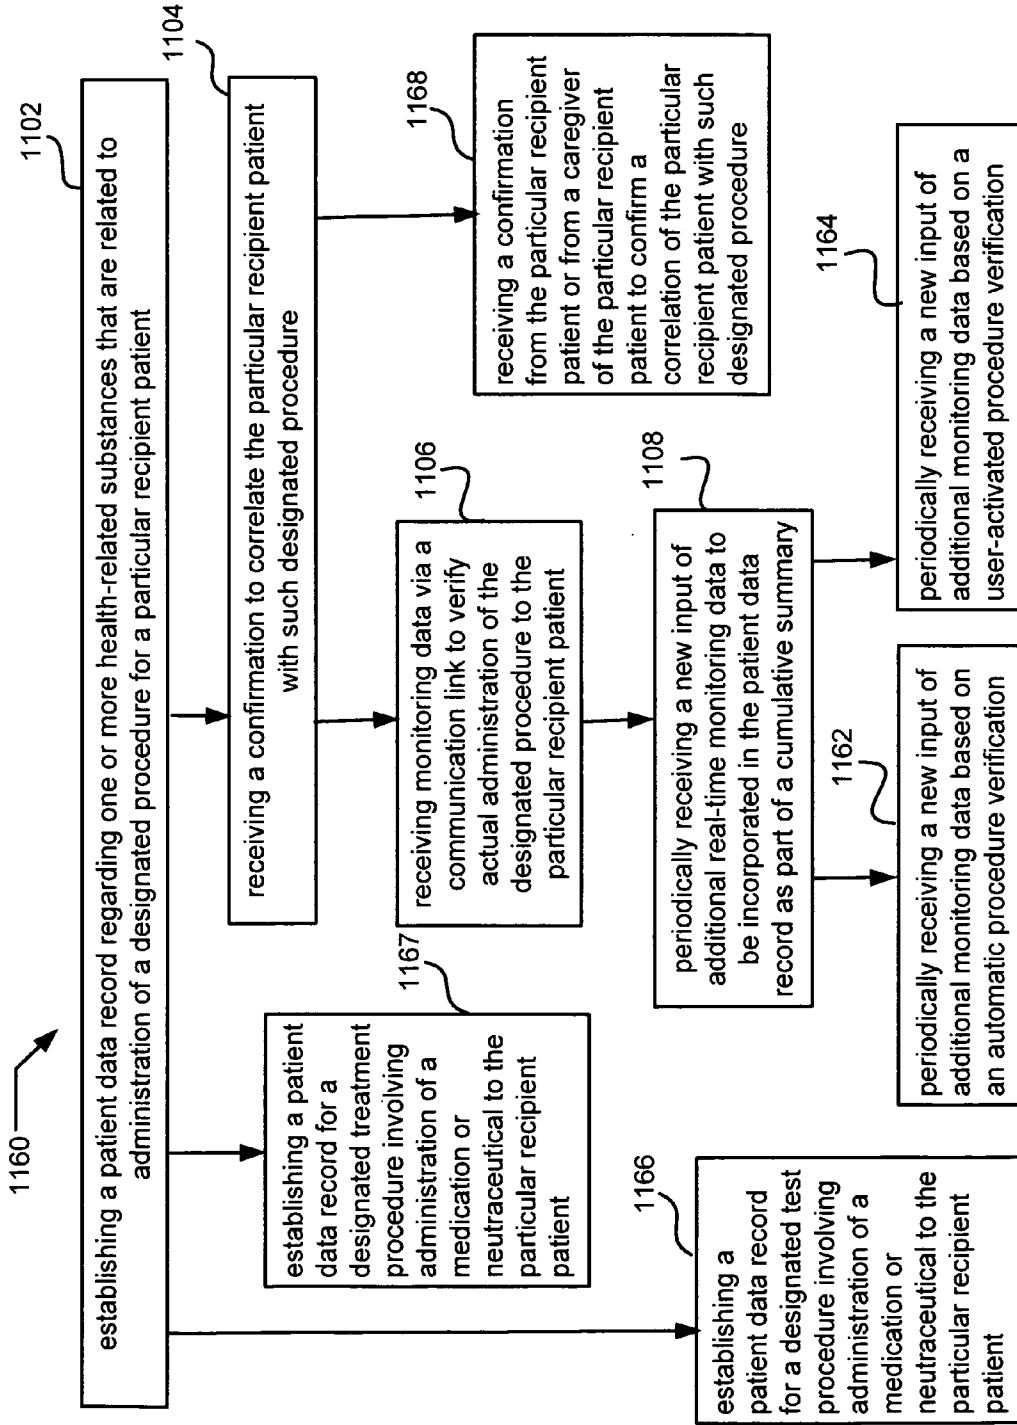 1160
1102
establishing a patient data record regarding one or more health-related substances that are related to
administration of a designated procedure for a particular recipient patient
1104
receiving a confirmation to correlate the particular recipient patient
with such designated procedure
1167
establishing a patient
data record for a
designated treatment
procedure involving
administration of a
medication or
neutraceutical to the
particular recipient
patient
1106
receiving monitoring data via a
communication link to verify
actual administration of the
designated procedure to the
particular recipient patient
1168
receiving a confirmation
from the particular recipient
patient or from a caregiver
of the particular recipient
patient to confirm a
correlation of the particular
recipient patient with such
designated procedure
1108
periodically receiving a new input of
additional real-time monitoring data to
be incorporated in the patient data
record as part of a cumulative summary
1166
establishing a
patient data record
for a designated test
procedure involving
administration of a
medication or
neutraceutical to the
particular recipient
patient
1162
periodically receiving a new input of
additional monitoring data based on
an automatic procedure verification
1164
periodically receiving a new input of
additional monitoring data based on a
user-activated procedure verification